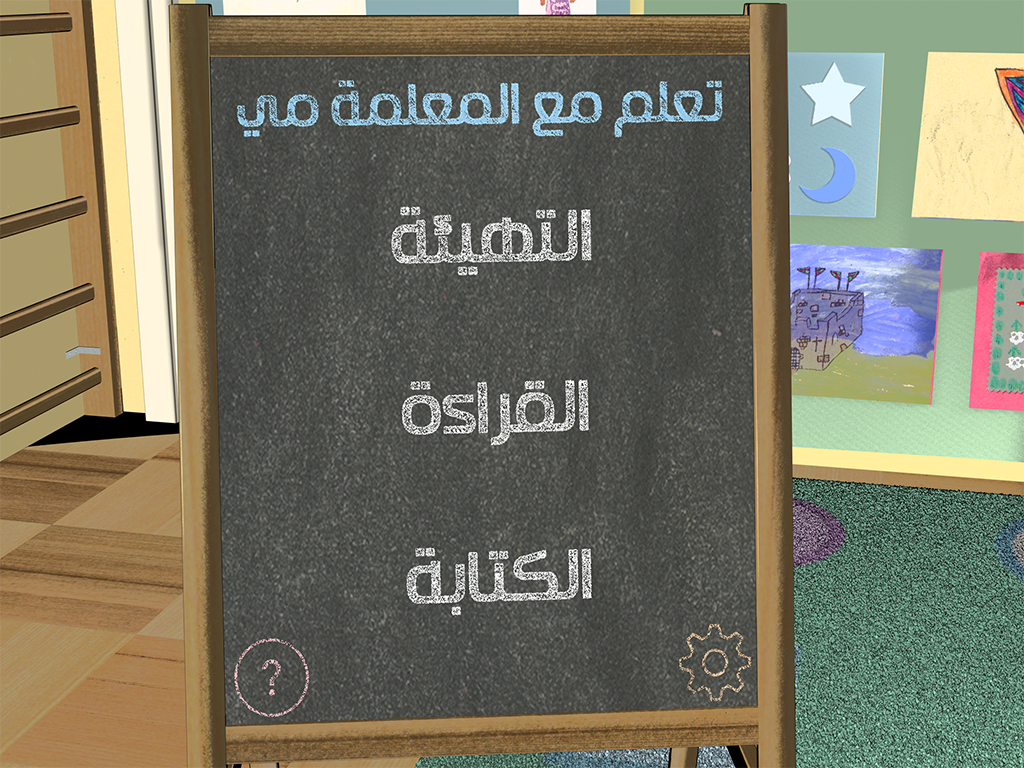 تعلم مع المعلمة مي
التهيئة
القراءة
الكتابة
?